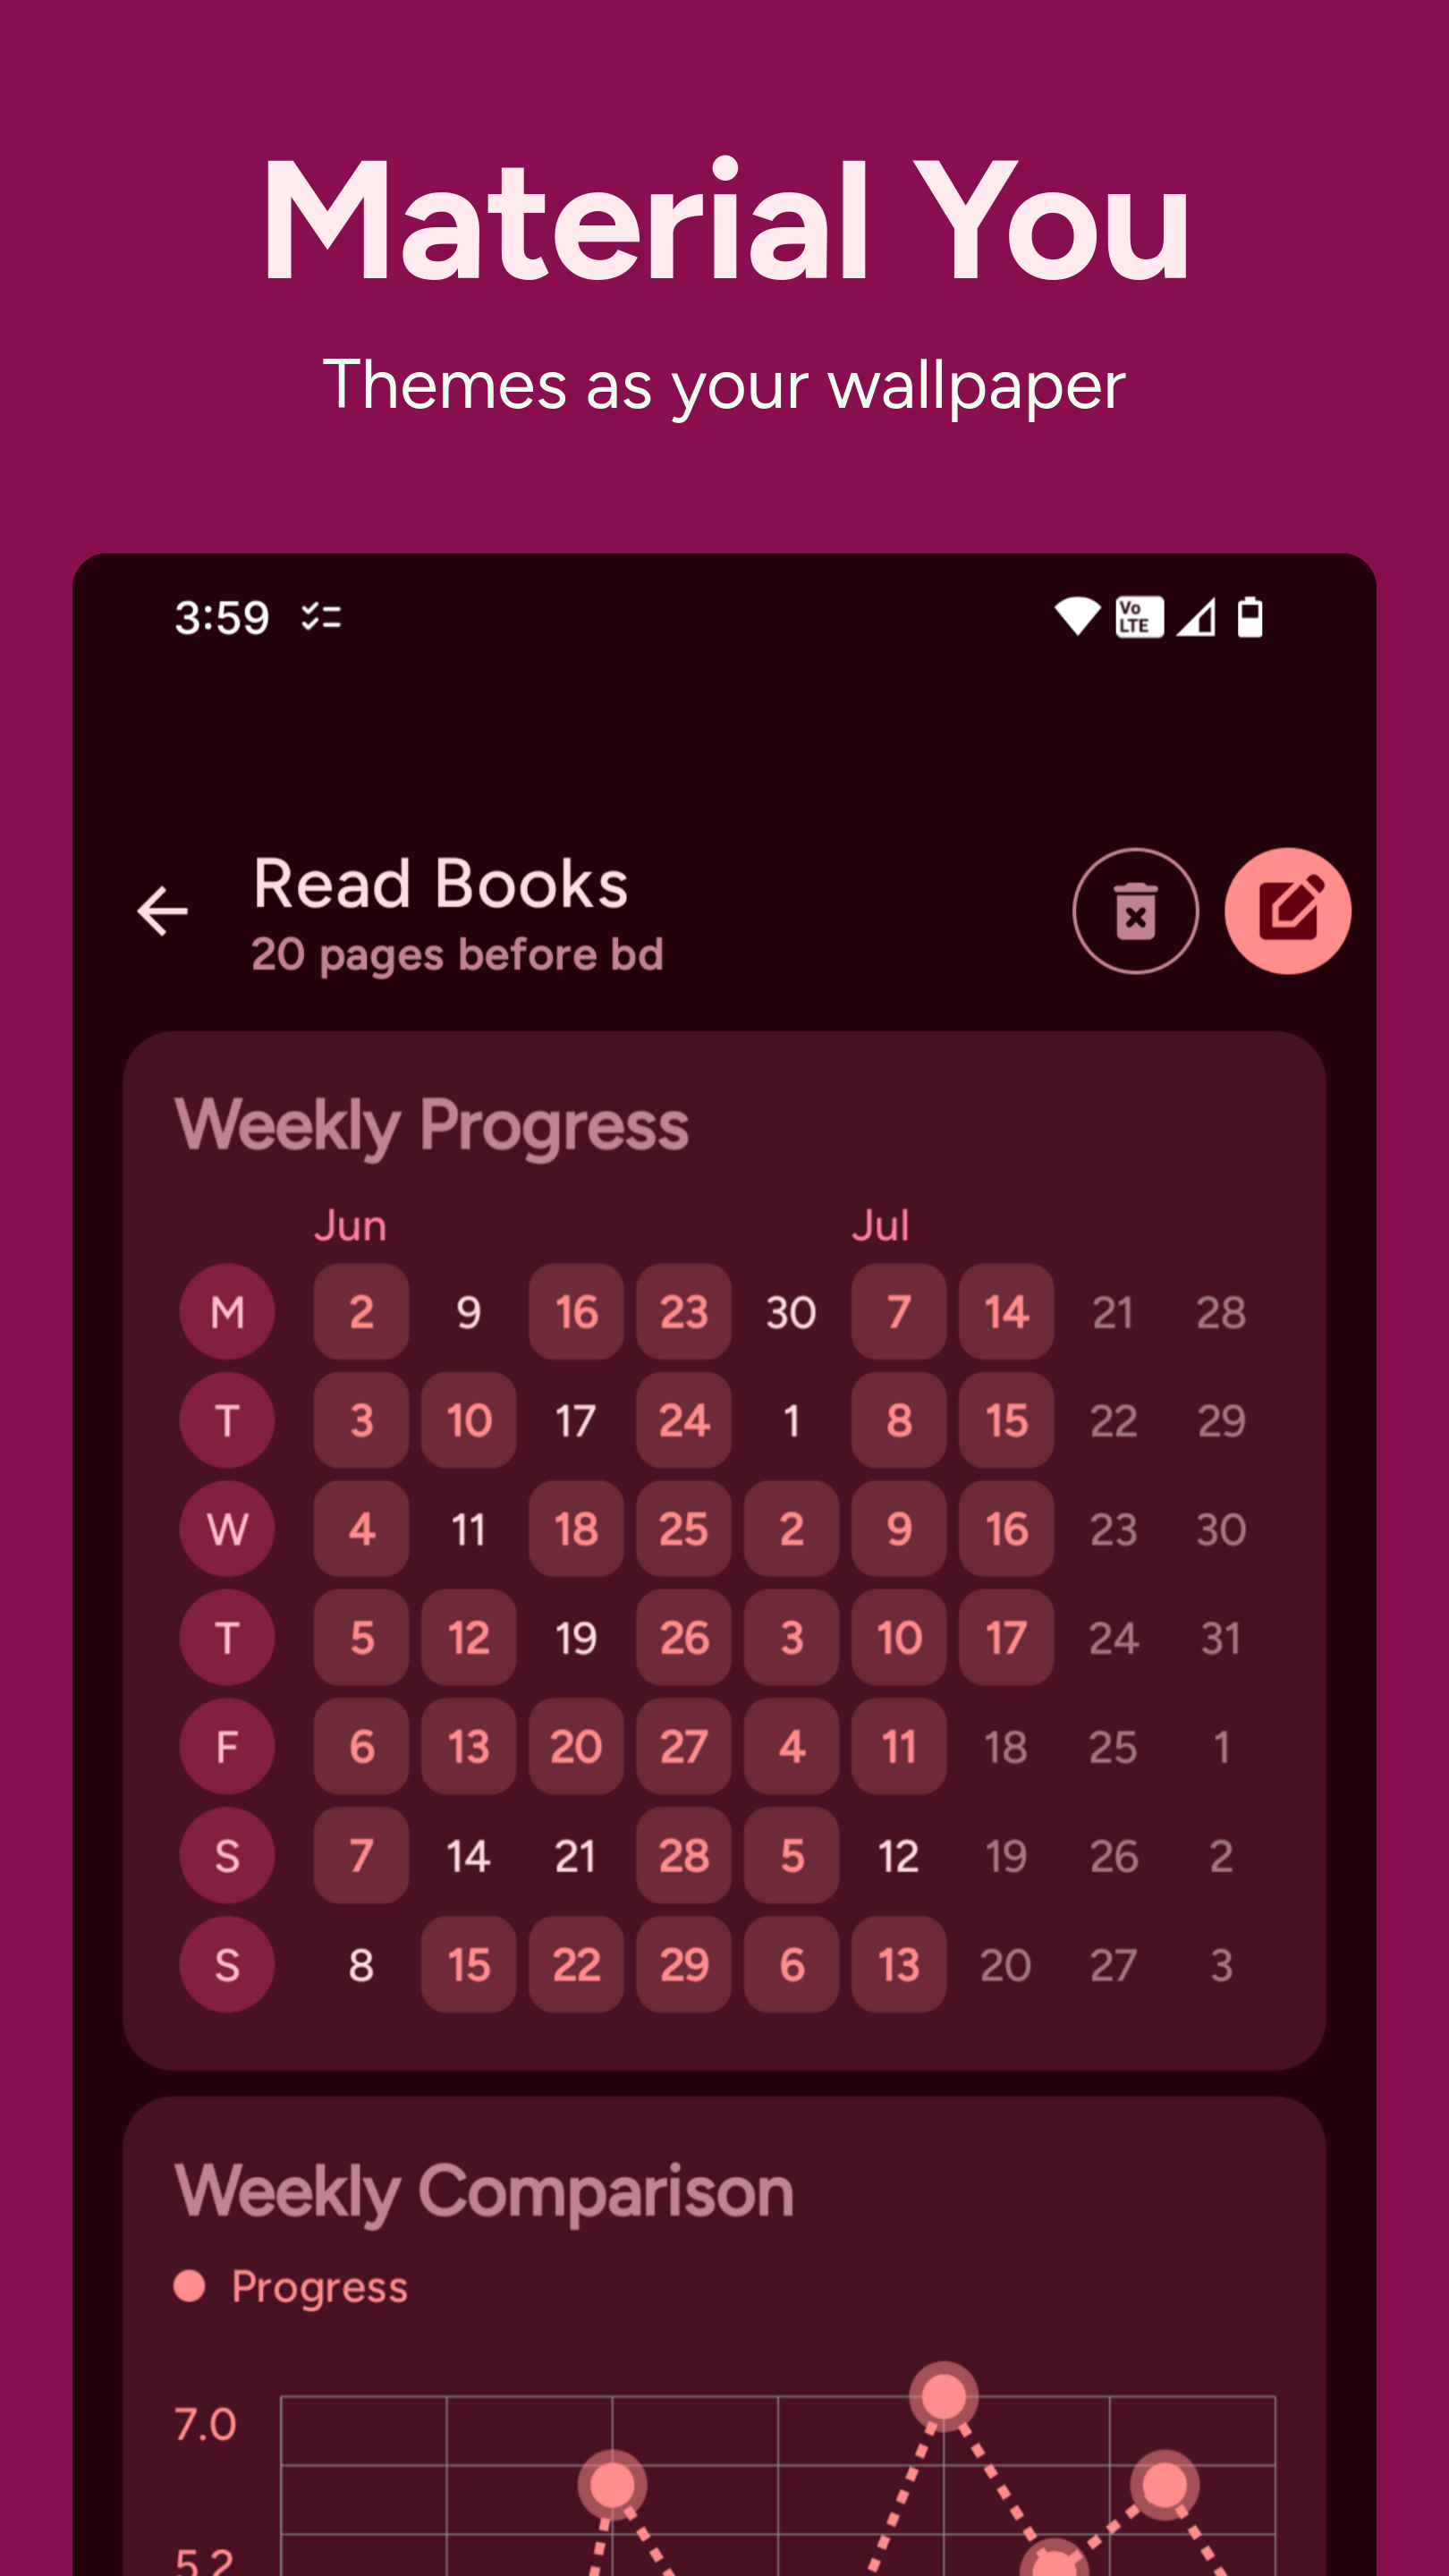 Material You
Themes as your wallpaper
3:59
Vo
LTE
Read Books
20 pages before bd
Weekly Progress
Jun Jul
M 2 9 16 23 30 7 14 21 28
T 3 10 17 24 1 8 15 22 29
W 4 11 18 25 2 9 16 23 30
T 5 12 19 26 3 10 17 24 31
F 6 13 20 27 4 11 18 25 1
S 7 14 21 28 5 12 19 26 2
S 8 15 22 29 6 13 20 27 3
Weekly Comparison
Progress
7.0
5.2